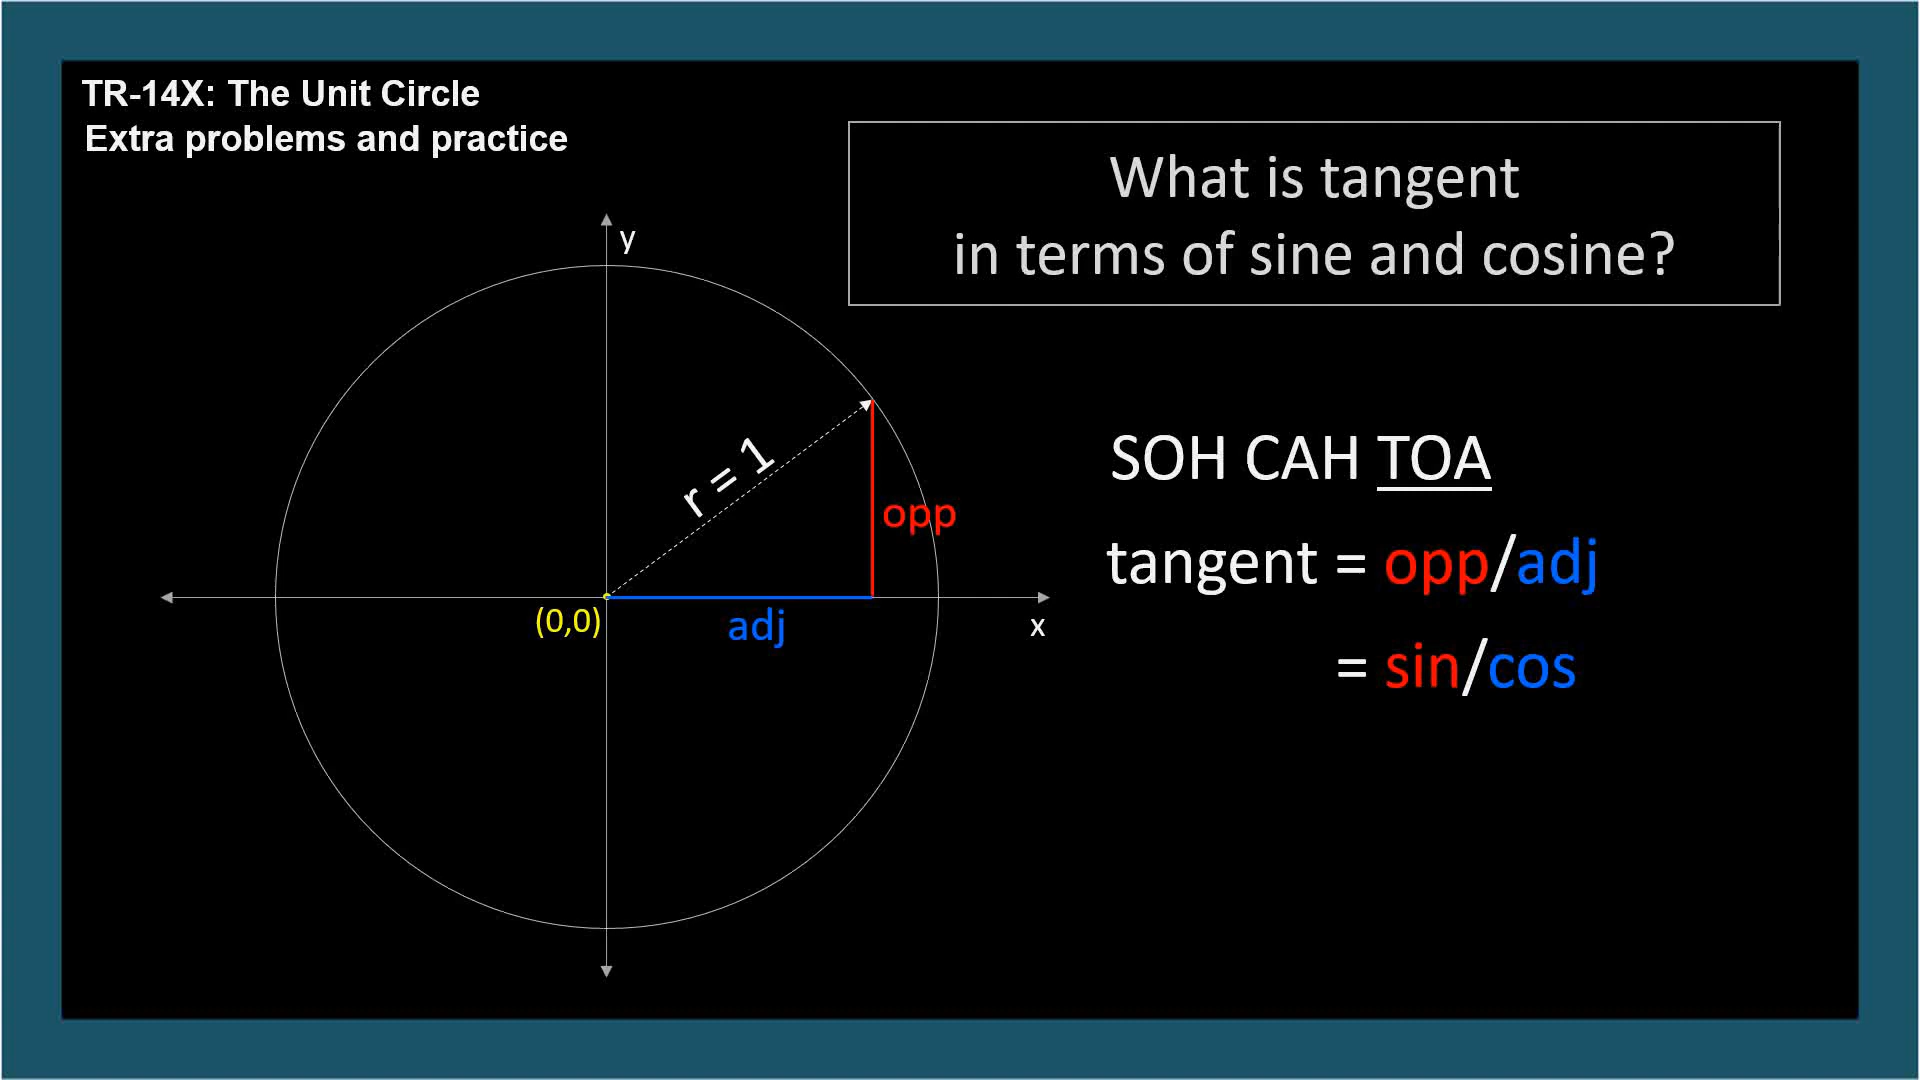 TR-14X: The Unit Circle
Extra problems and practice
What is tangent
in terms of sine and cosine?
y
r = 1
opp
(0,0)
adj
x
SOH CAH TOA
tangent = opp/adj
= sin/cos